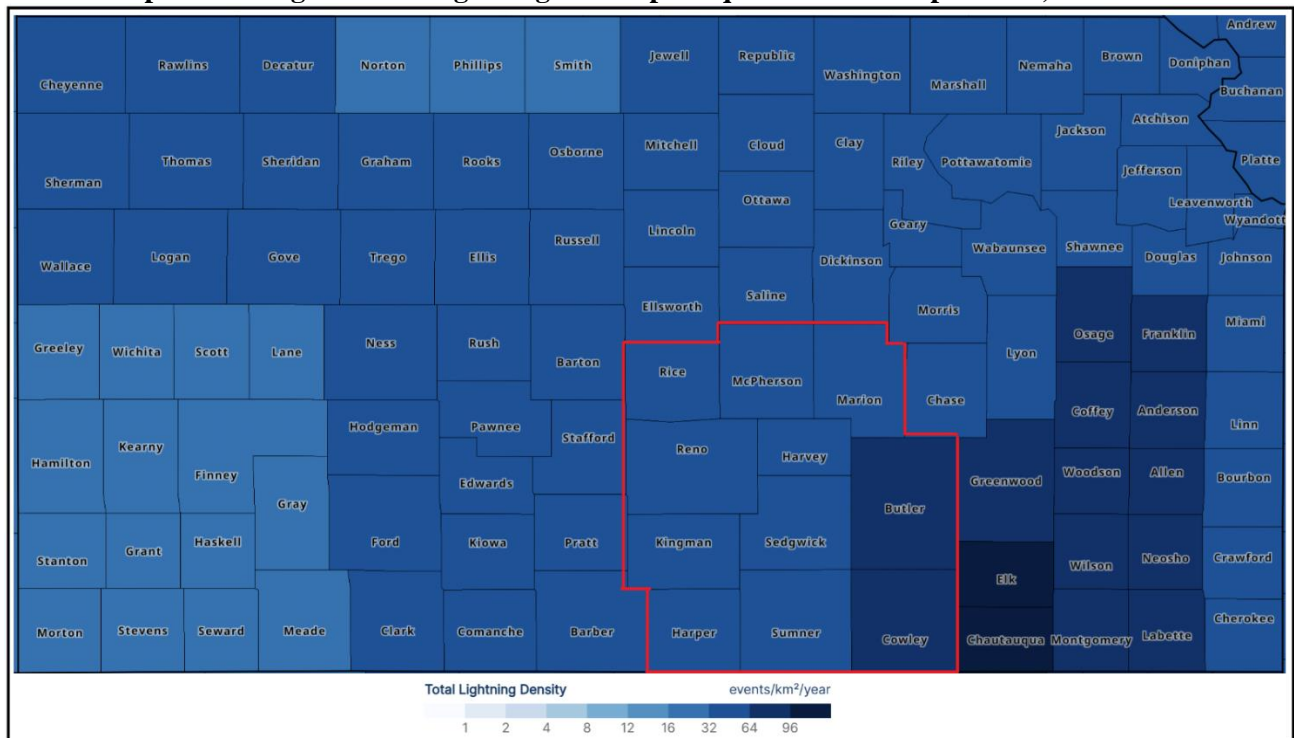 Andrew
Cheyenne Rawlins Decatur Norton Phillips Smith Jewell Republic Washington Marshall Nemaha Brown Doniphan
Buchanan
Sherman Thomas Sheridan Graham Rooks Osborne Mitchell Cloud Clay Riley Pottawatomie Jackson Atchison Platte
Jefferson
Ottawa Leavenworth
Wallace Logan Gove Trego Ellis Russell Lincoln Dickinson Geary Wabaunsee Shawnee Douglas Johnson Wyandott
Ellsworth Saline Morris
Greeley Wichita Scott Lane Ness Rush Barton Rice McPherson Marion Chase Lyon Osage Franklin Miami
Hamilton Kearny Finney Hodgeman Pawnee Stafford Reno Harvey Coffey Anderson Linn
Gray Edwards Butler Greenwood Woodson Allen Bourbon
Stanton Grant Haskell Ford Kiowa Pratt Kingman Sedgwick Elk Wilson Neosho Crawford
Morton Stevens Seward Meade Clark Comanche Barber Harper Sumner Cowley Chautauqua Montgomery Labette Cherokee
Total Lightning Density events/km²/year
1 2 4 8 12 16 32 64 96